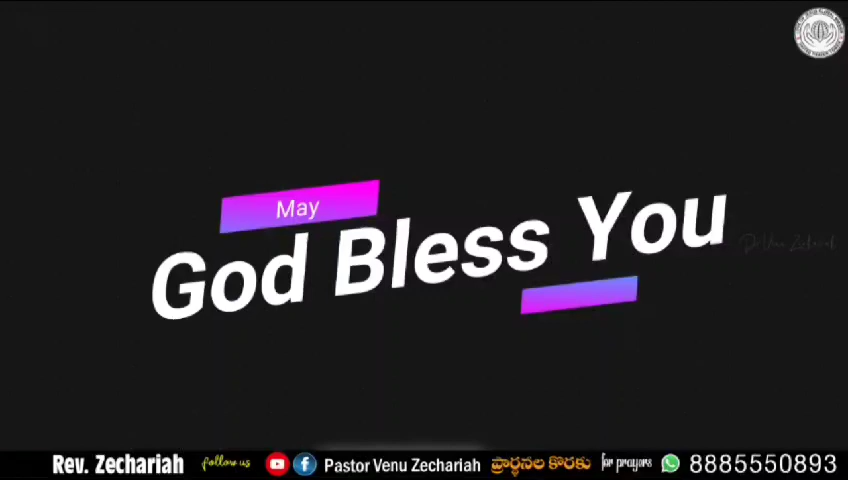 May
God Bless You
Rev. Zechariah follow us Pastor Venu Zechariah ప్రార్థనల కొరకు for prayers 8885550893